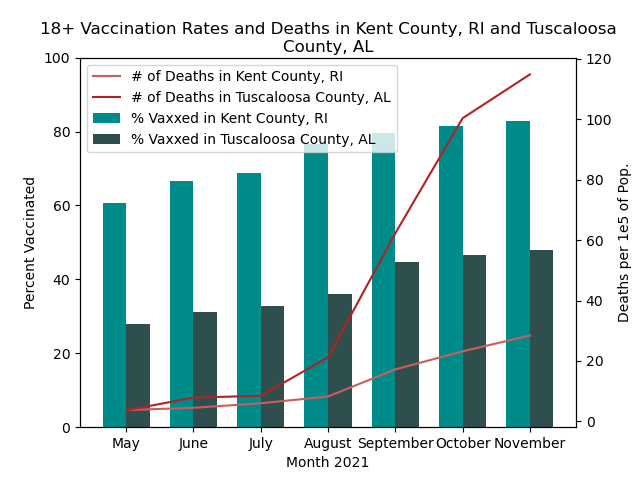 18+ Vaccination Rates and Deaths in Kent County, RI and Tuscaloosa
County, AL
# of Deaths in Kent County, RI
# of Deaths in Tuscaloosa County, AL
% Vaxxed in Kent County, RI
% Vaxxed in Tuscaloosa County, AL
Percent Vaccinated
100
80
60
40
20
0
120
100
80
60
40
20
0
Deaths per 1e5 of Pop.
May June July August September October November
Month 2021